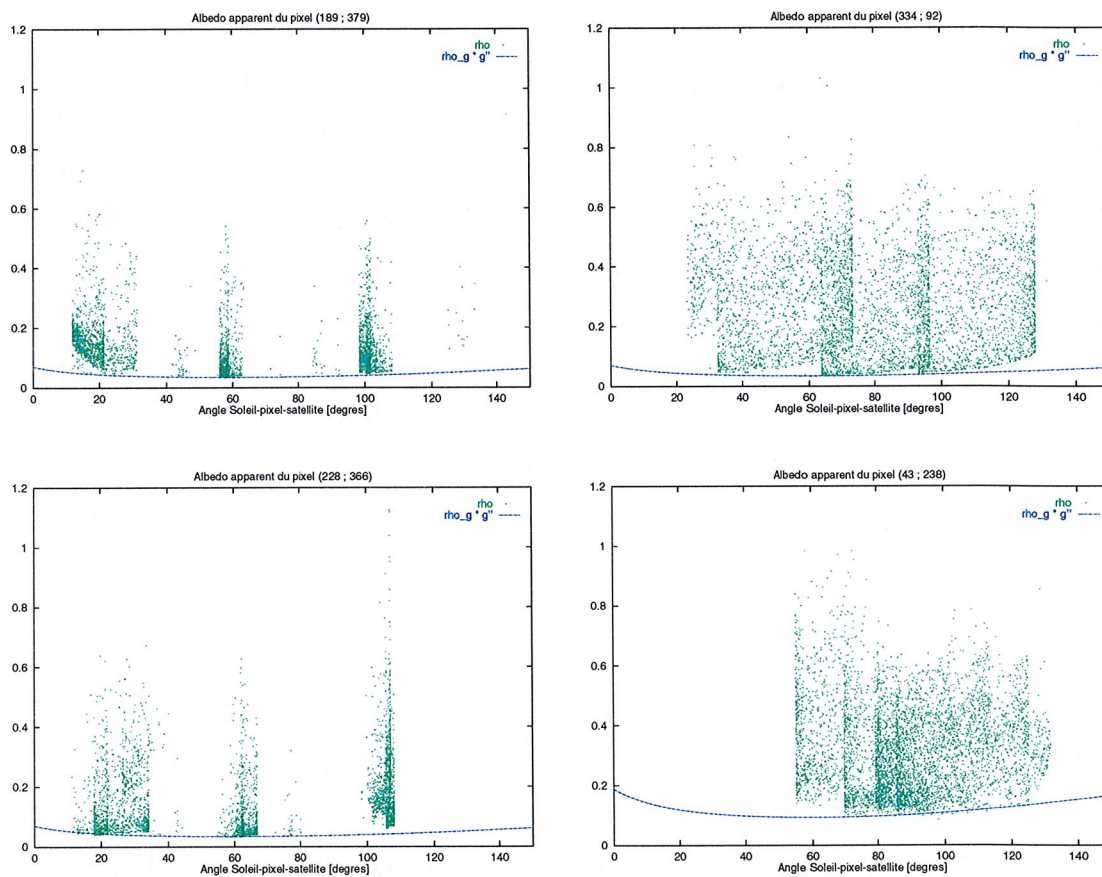 Albedo apparent du pixel (189 ; 379)
1.2
1
0.8
0.6
0.4
0.2
0
rho
rho_g * g"
0 20 40 60 80 100 120 140
Angle Soleil-pixel-satellite [degres]
Albedo apparent du pixel (334 ; 92)
1.2
1
0.8
0.6
0.4
0.2
0
rho
rho_g * g"
0 20 40 60 80 100 120 140
Angle Soleil-pixel-satellite [degres]
Albedo apparent du pixel (228 ; 366)
1.2
1
0.8
0.6
0.4
0.2
0
rho
rho_g * g"
0 20 40 60 80 100 120 140
Angle Soleil-pixel-satellite [degres]
Albedo apparent du pixel (43 ; 238)
1.2
1
0.8
0.6
0.4
0.2
0
rho
rho_g * g"
0 20 40 60 80 100 120 140
Angle Soleil-pixel-satellite [degres]